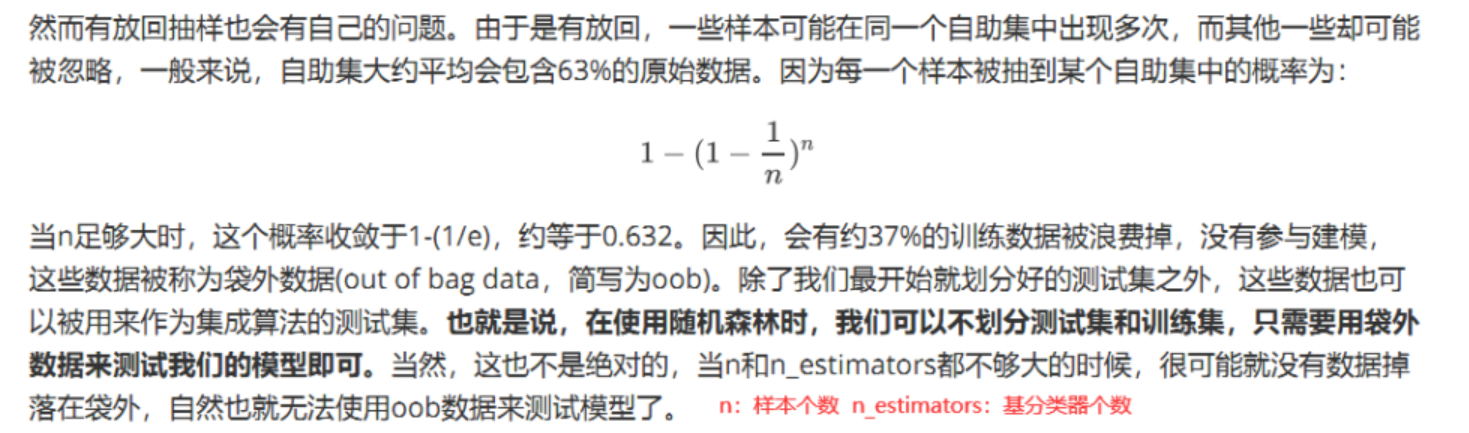 然而有放回抽样也会有自己的问题。由于是有放回，一些样本可能在同一个自助集中出现多次，而其他一些却可能
被忽略，一般来说，自助集大约平均会包含63%的原始数据。因为每一个样本被抽到某个自助集中的概率为：
1 − (1 − 1/n)^n
当n足够大时，这个概率收敛于1-(1/e)，约等于0.632。因此，会有约37%的训练数据被浪费掉，没有参与建模，
这些数据被称为袋外数据(out of bag data，简写为oob)。除了我们最开始就划分好的测试集之外，这些数据也可
以被用来作为集成算法的测试集。也就是说，在使用随机森林时，我们可以不划分测试集和训练集，只需要用袋外
数据来测试我们的模型即可。当然，这也不是绝对的，当n和n_estimators都不够大的时候，很可能就没有数据掉
落在袋外，自然也就无法使用oob数据来测试模型了。 n：样本个数 n_estimators：基分类器个数